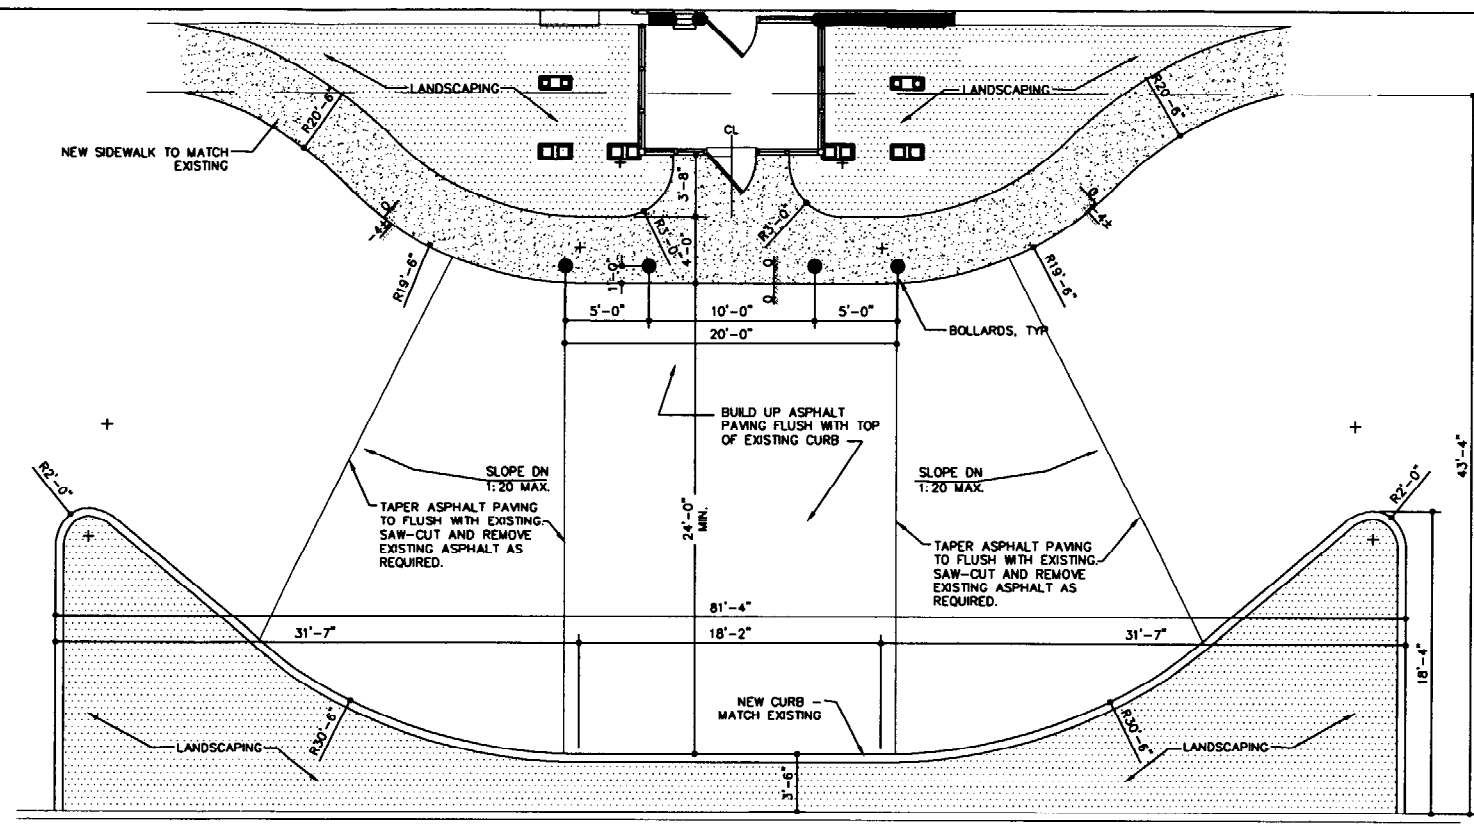 LANDSCAPING
LANDSCAPING
R20'-6"
R20'-6"
NEW SIDEWALK TO MATCH
EXISTING
CL
3'-8"
R3'-0"
R3'-0"
4'-0"
1'-0"
R19'-6"
R19'-6"
5'-0"
10'-0"
5'-0"
20'-0"
BOLLARDS, TYP
BUILD UP ASPHALT
PAVING FLUSH WITH TOP
OF EXISTING CURB
R2'-0"
SLOPE DN
1:20 MAX.
SLOPE DN
1:20 MAX.
R2'-0"
43'-4"
TAPER ASPHALT PAVING
TO FLUSH WITH EXISTING.
SAW-CUT AND REMOVE
EXISTING ASPHALT AS
REQUIRED.
24'-0"
MIN.
TAPER ASPHALT PAVING
TO FLUSH WITH EXISTING.
SAW-CUT AND REMOVE
EXISTING ASPHALT AS
REQUIRED.
81'-4"
31'-7"
18'-2"
31'-7"
18'-4"
NEW CURB -
MATCH EXISTING
LANDSCAPING
R30'-6"
R30'-6"
LANDSCAPING
3'-6"